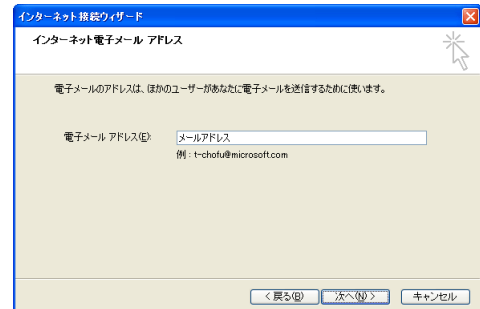 インターネット接続ウィザード
インターネット電子メール アドレス
電子メールのアドレスは、ほかのユーザーがあなたに電子メールを送信するために使います。
電子メール アドレス(E):
メールアドレス
例 : t-chofu@microsoft.com
< 戻る(B)
次へ(N) >
キャンセル